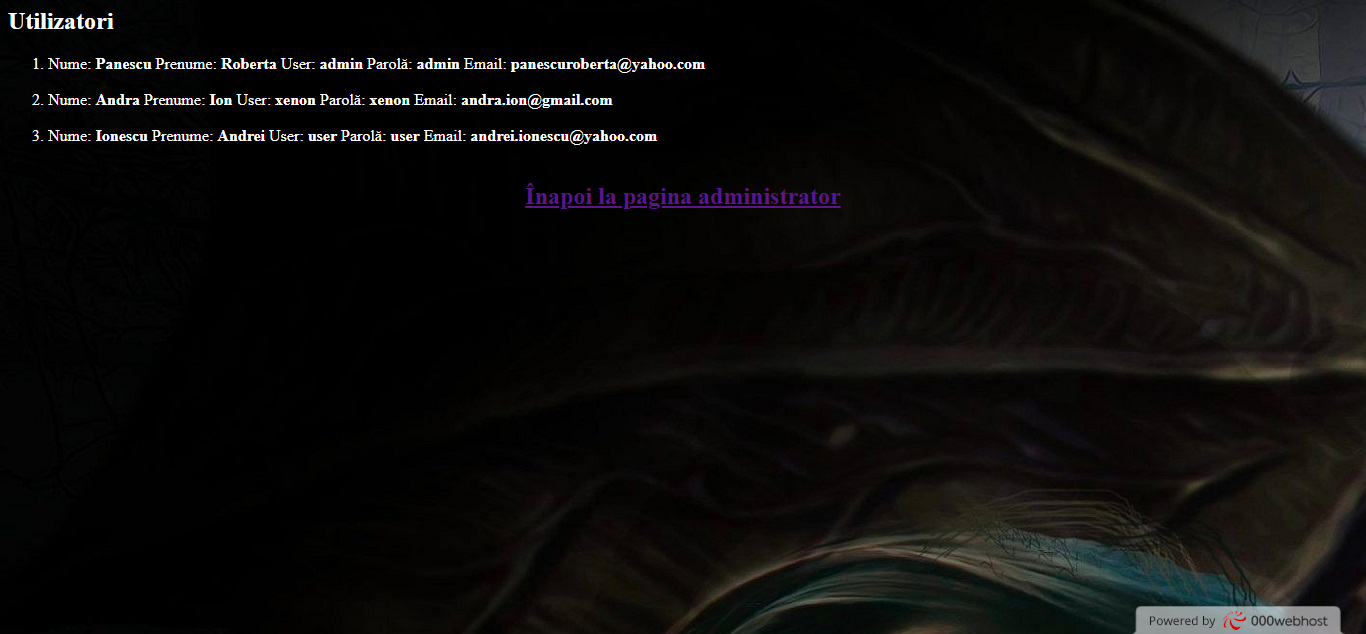 Utilizatori
1. Nume: Panescu Prenume: Roberta User: admin Parolă: admin Email: panescuroberta@yahoo.com
2. Nume: Andra Prenume: Ion User: xenon Parolă: xenon Email: andra.ion@gmail.com
3. Nume: Ionescu Prenume: Andrei User: user Parolă: user Email: andrei.ionescu@yahoo.com
Înapoi la pagina administrator
Powered by 000webhost